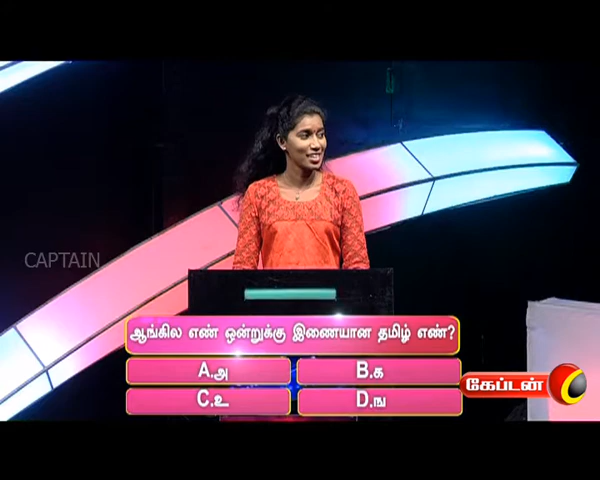 CAPTAIN
ஆங்கில எண் ஒன்றுக்கு இணையான தமிழ் எண்?
A.அ
B.க
C.உ
D.ங
கேப்டன்